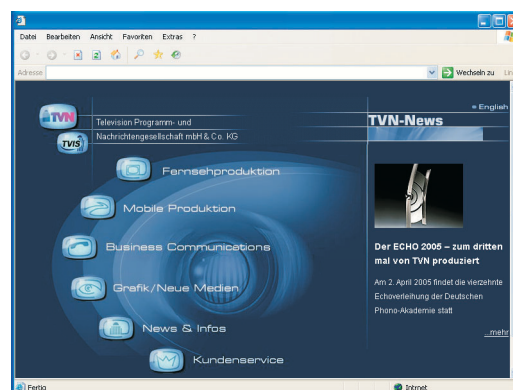 Datei Bearbeiten Ansicht Favoriten Extras ?
Adresse Wechseln zu
= English
TVN
TVIS
Television Programm- und
Nachrichtengesellschaft mbH & Co. KG
Fernsehproduktion
Mobile Produktion
Business Communications
Grafik/Neue Medien
News & Infos
Kundenservice
TVN-News
Der ECHO 2005 – zum dritten
mal von TVN produziert
Am 2. April 2005 findet die vierzehnte
Echoverleihung der Deutschen
Phono-Akademie statt
...mehr
Fertig Intrnet